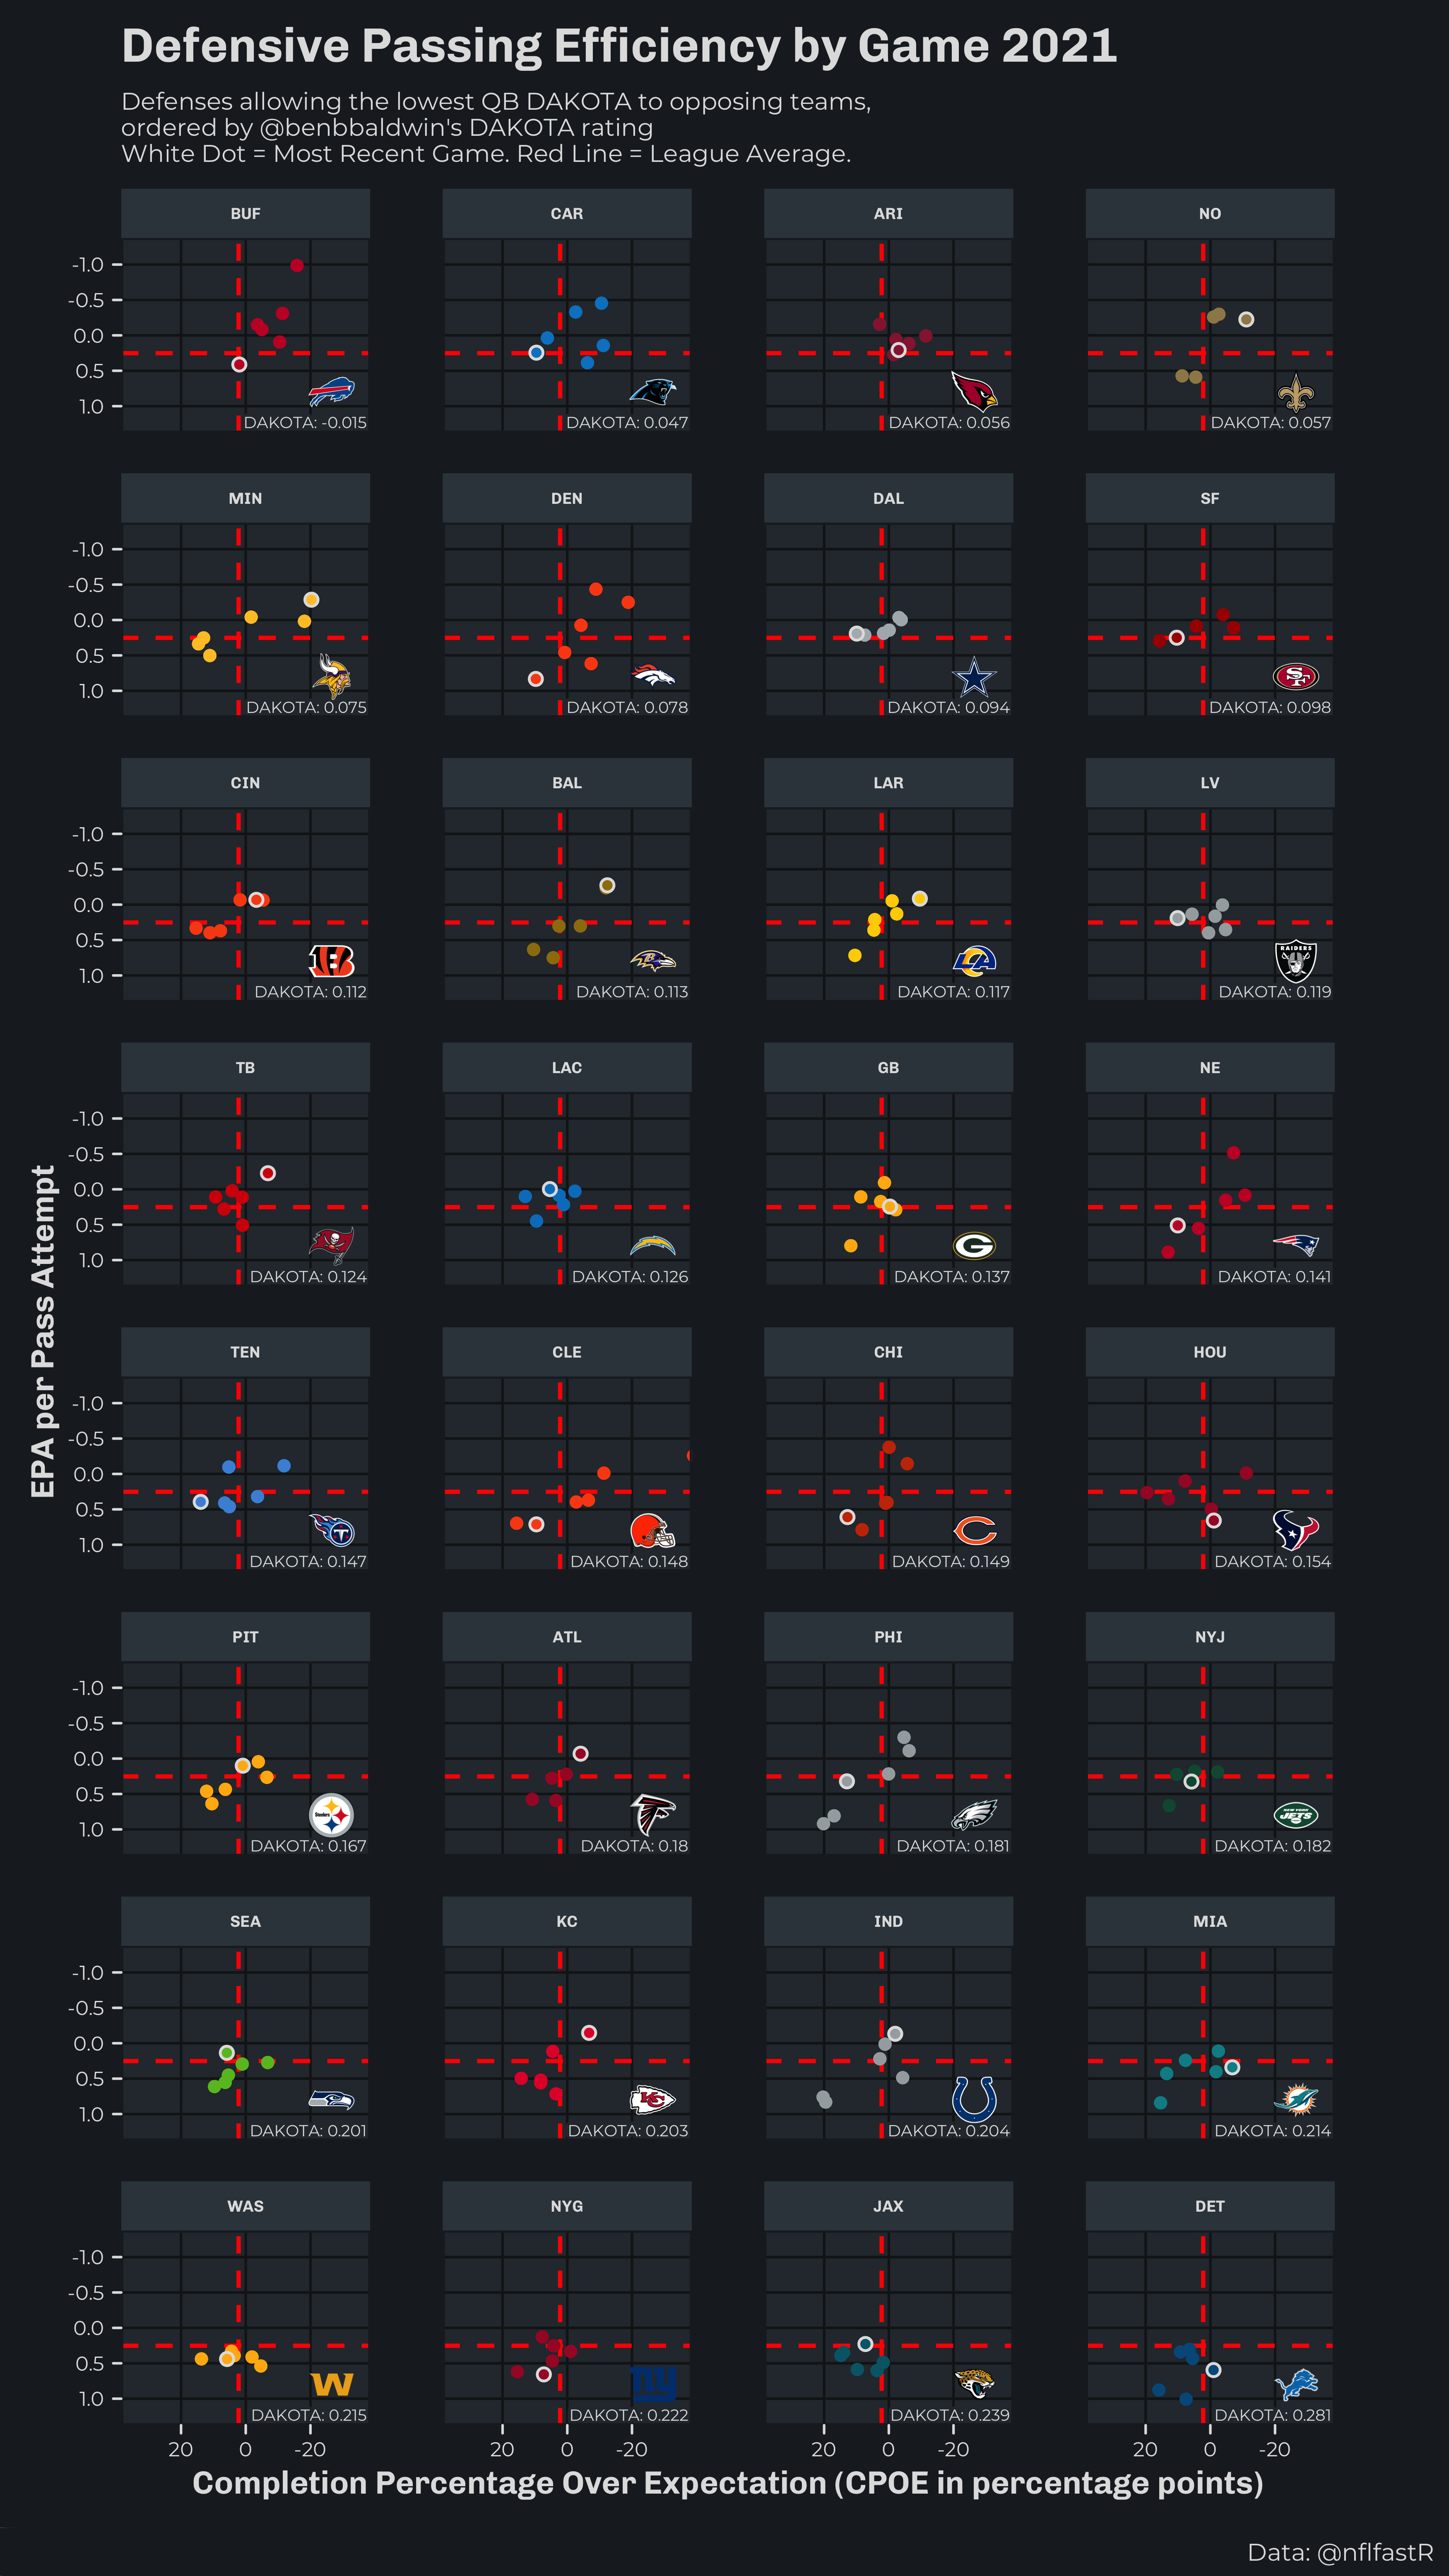 Defensive Passing Efficiency by Game 2021
Defenses allowing the lowest QB DAKOTA to opposing teams,
ordered by @benbbaldwin's DAKOTA rating
White Dot = Most Recent Game. Red Line = League Average.
BUF CAR ARI NO
-1.0
-0.5
0.0
0.5
1.0
DAKOTA: -0.015 DAKOTA: 0.047 DAKOTA: 0.056 DAKOTA: 0.057
MIN DEN DAL SF
-1.0
-0.5
0.0
0.5
1.0
SF
DAKOTA: 0.075 DAKOTA: 0.078 DAKOTA: 0.094 DAKOTA: 0.098
CIN BAL LAR LV
-1.0
-0.5
0.0
0.5
1.0
B
RAIDERS
DAKOTA: 0.112 DAKOTA: 0.113 DAKOTA: 0.117 DAKOTA: 0.119
TB LAC GB NE
-1.0
-0.5
0.0
0.5
1.0
G
DAKOTA: 0.124 DAKOTA: 0.126 DAKOTA: 0.137 DAKOTA: 0.141
EPA per Pass Attempt
TEN CLE CHI HOU
-1.0
-0.5
0.0
0.5
1.0
T
C
DAKOTA: 0.147 DAKOTA: 0.148 DAKOTA: 0.149 DAKOTA: 0.154
PIT ATL PHI NYJ
-1.0
-0.5
0.0
0.5
1.0
Steelers
NEW YORK
JETS
DAKOTA: 0.167 DAKOTA: 0.18 DAKOTA: 0.181 DAKOTA: 0.182
SEA KC IND MIA
-1.0
-0.5
0.0
0.5
1.0
KC
DAKOTA: 0.201 DAKOTA: 0.203 DAKOTA: 0.204 DAKOTA: 0.214
WAS NYG JAX DET
-1.0
-0.5
0.0
0.5
1.0
W
ny
DAKOTA: 0.215 DAKOTA: 0.222 DAKOTA: 0.239 DAKOTA: 0.281
20 0 -20 20 0 -20 20 0 -20 20 0 -20
Completion Percentage Over Expectation (CPOE in percentage points)
Data: @nflfastR